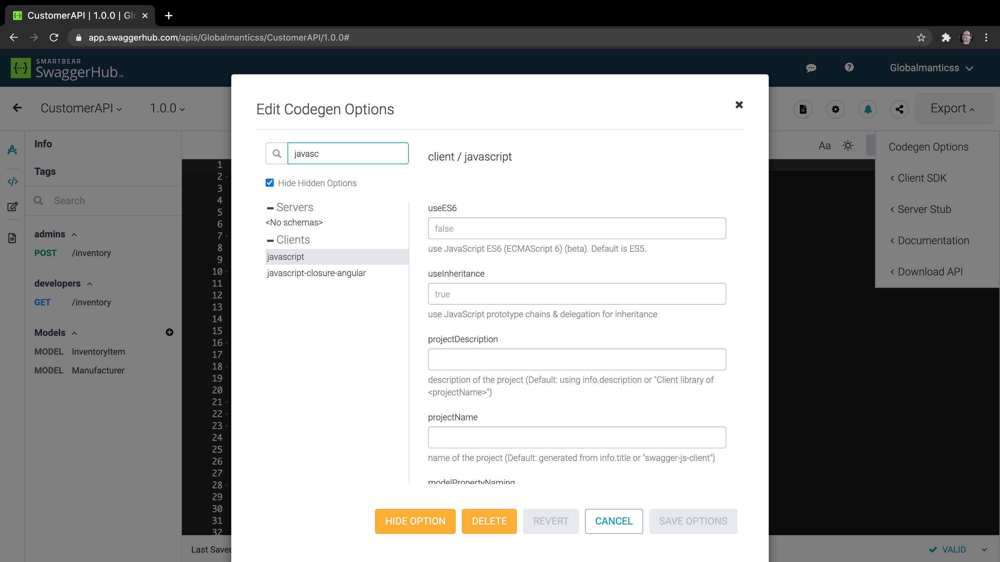 CustomerAPI | 1.0.0 | Glo
app.swaggerhub.com/apis/Globalmanticss/CustomerAPI/1.0.0#
SMARTBEAR
SwaggerHub™
Globalmanticss
CustomerAPI
1.0.0
Export
Edit Codegen Options
Info
Tags
Search
admins
POST /inventory
developers
GET /inventory
Models
MODEL InventoryItem
MODEL Manufacturer
1
2
3
4
5
6
7
8
9
10
11
12
13
14
15
16
17
18
19
20
21
22
23
24
25
26
27
28
29
30
31
32
Last Saved
javasc
Hide Hidden Options
Servers
<No schemas>
Clients
javascript
javascript-closure-angular
client / javascript
useES6
false
use JavaScript ES6 (ECMAScript 6) (beta). Default is ES5.
useInheritance
true
use JavaScript prototype chains & delegation for inheritance
projectDescription
description of the project (Default: using info.description or "Client library of
<projectName>")
projectName
name of the project (Default: generated from info.title or "swagger-js-client")
modelPropertyNaming
HIDE OPTION
DELETE
REVERT
CANCEL
SAVE OPTIONS
Aa
Codegen Options
Client SDK
Server Stub
Documentation
Download API
VALID